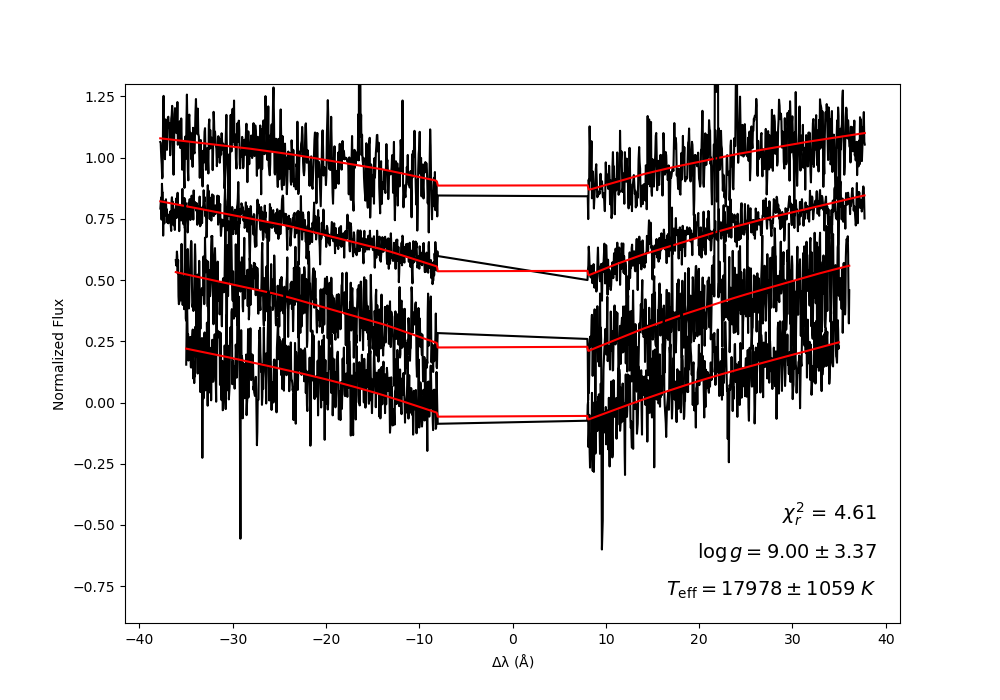 1.25
1.00
0.75
0.50
0.25
0.00
−0.25
−0.50
−0.75
Normalized Flux
χ²ᵣ = 4.61
log g = 9.00 ± 3.37
T_eff = 17978 ± 1059 K
−40 −30 −20 −10 0 10 20 30 40
Δλ (Å)